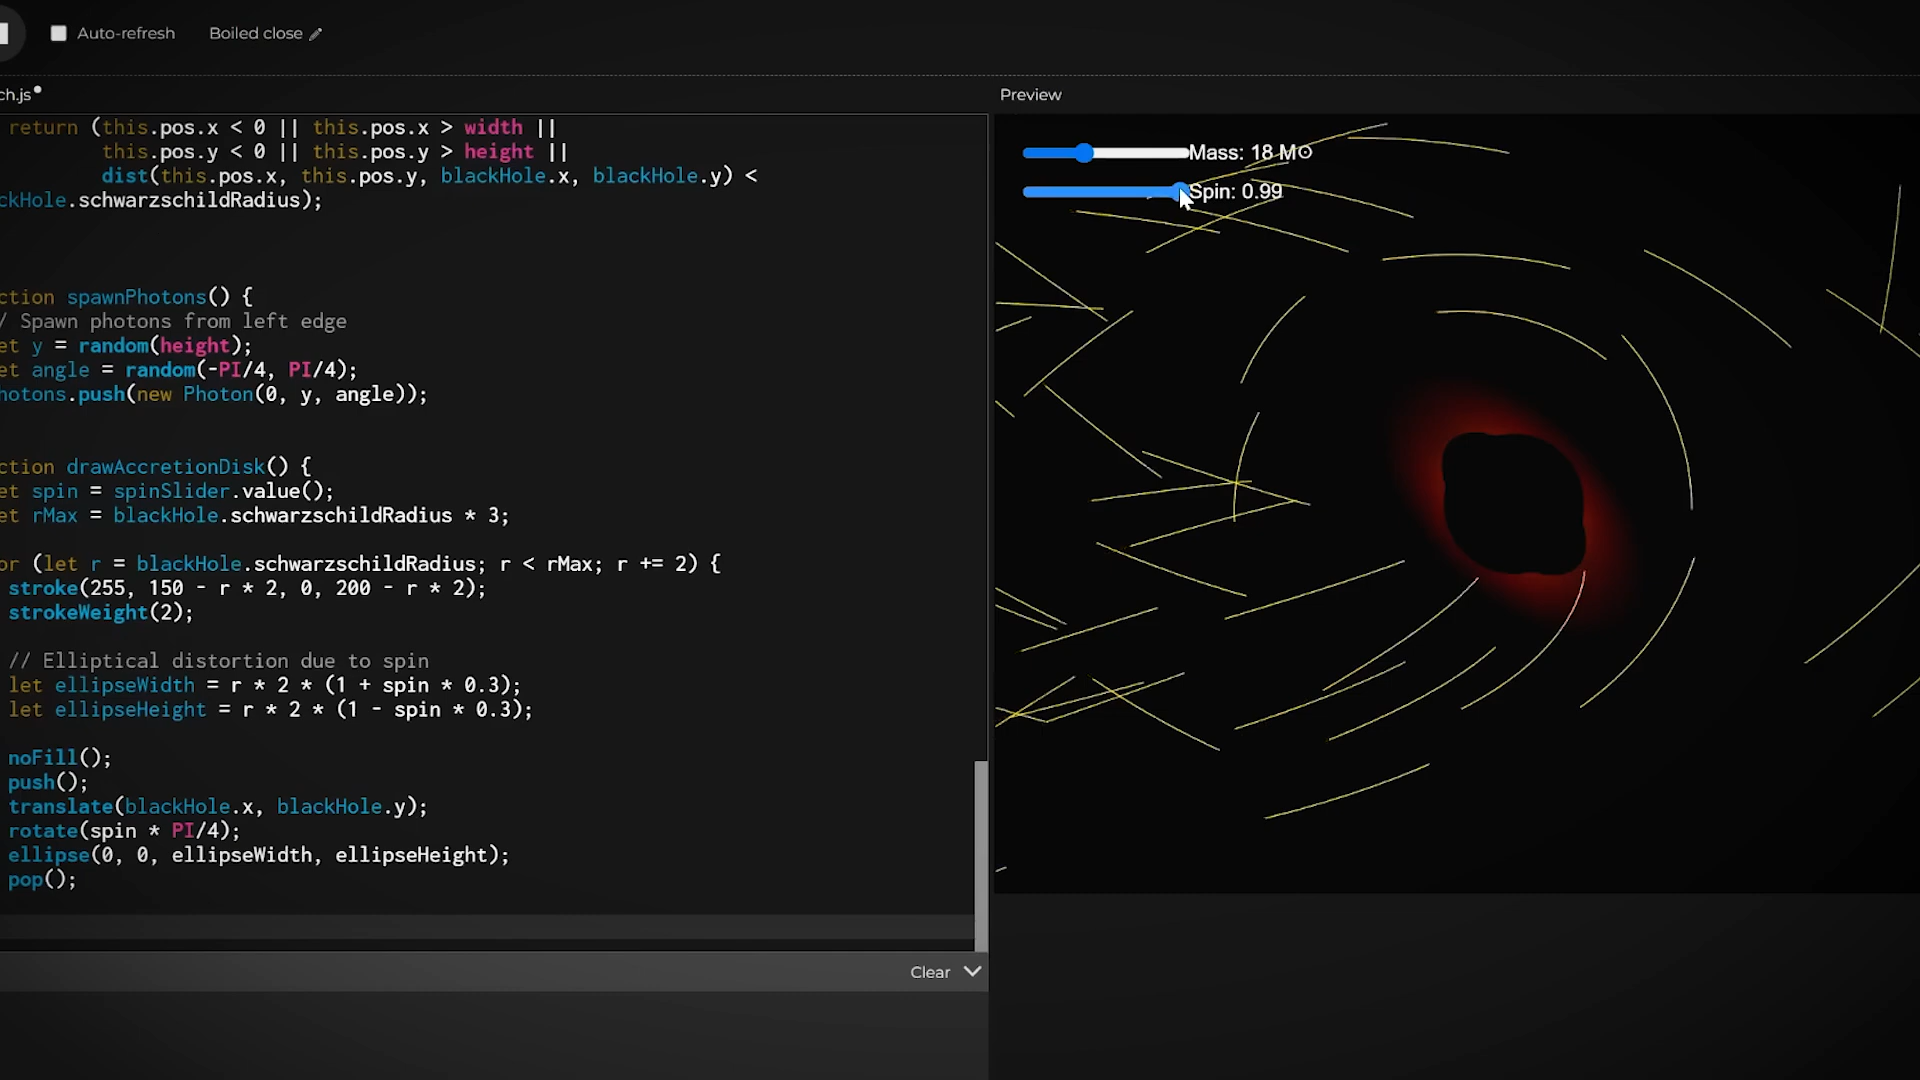 Auto-refresh
Boiled close
ch.js
return (this.pos.x < 0 || this.pos.x > width ||
this.pos.y < 0 || this.pos.y > height ||
dist(this.pos.x, this.pos.y, blackHole.x, blackHole.y) <
ckHole.schwarzschildRadius);
ction spawnPhotons() {
/ Spawn photons from left edge
et y = random(height);
et angle = random(-PI/4, PI/4);
hotons.push(new Photon(0, y, angle));
ction drawAccretionDisk() {
et spin = spinSlider.value();
et rMax = blackHole.schwarzschildRadius * 3;
or (let r = blackHole.schwarzschildRadius; r < rMax; r += 2) {
stroke(255, 150 - r * 2, 0, 200 - r * 2);
strokeWeight(2);
// Elliptical distortion due to spin
let ellipseWidth = r * 2 * (1 + spin * 0.3);
let ellipseHeight = r * 2 * (1 - spin * 0.3);
noFill();
push();
translate(blackHole.x, blackHole.y);
rotate(spin * PI/4);
ellipse(0, 0, ellipseWidth, ellipseHeight);
pop();
Clear
Preview
Mass: 18 M⊙
Spin: 0.99